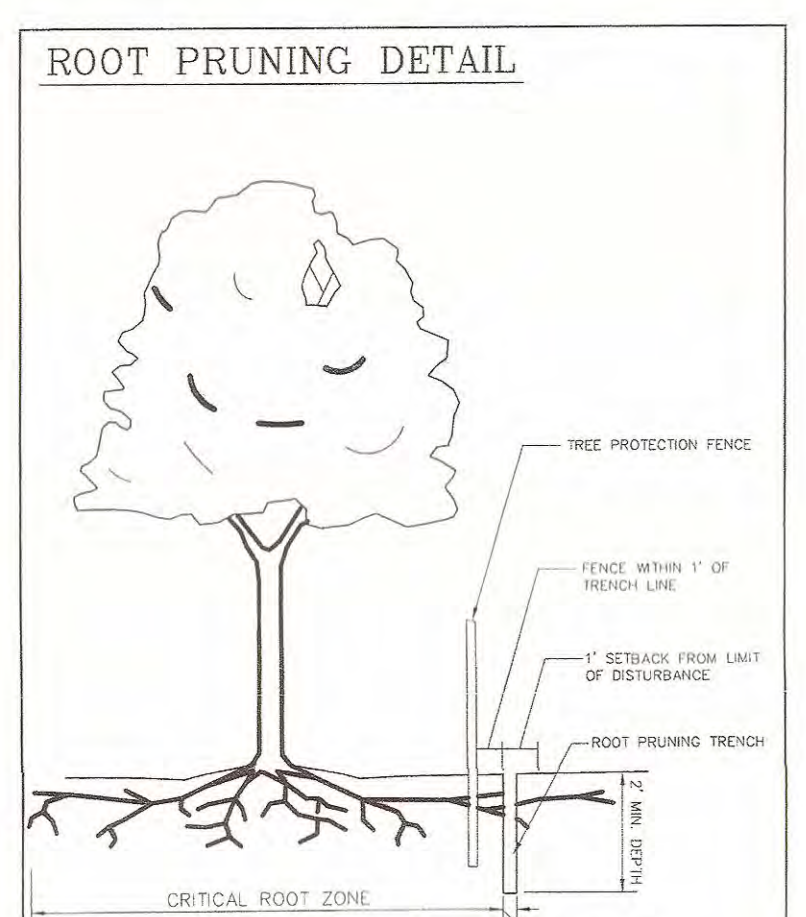 ROOT PRUNING DETAIL
TREE PROTECTION FENCE
FENCE WITHIN 1' OF
TRENCH LINE
1' SETBACK FROM LIMIT
OF DISTURBANCE
ROOT PRUNING TRENCH
2' MIN. DEPTH
CRITICAL ROOT ZONE